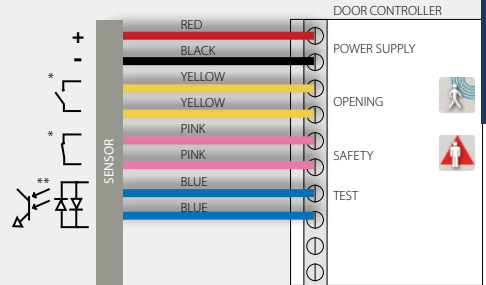 DOOR CONTROLLER
RED
+
POWER SUPPLY
BLACK
-
YELLOW
*
OPENING
YELLOW
PINK
*
SENSOR
PINK
SAFETY
BLUE
**
TEST
BLUE